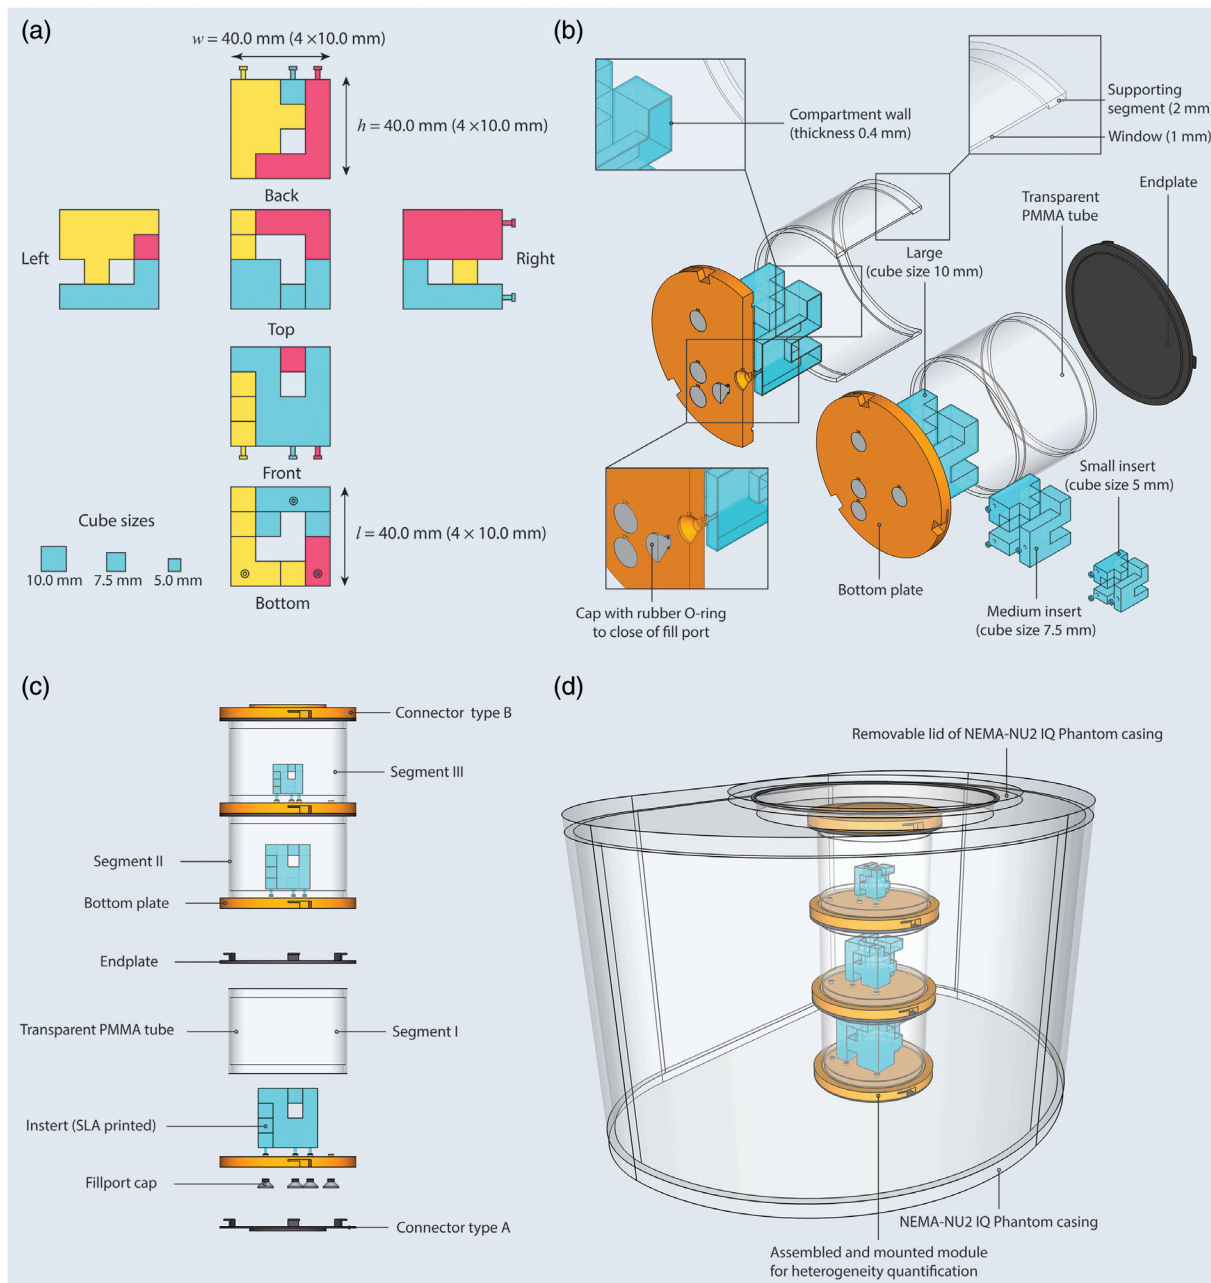 (a)
w = 40.0 mm (4 ×10.0 mm)
h = 40.0 mm (4 ×10.0 mm)
Back
Left
Right
Top
Front
Cube sizes
10.0 mm
7.5 mm
5.0 mm
l = 40.0 mm (4 × 10.0 mm)
Bottom
(b)
Compartment wall
(thickness 0.4 mm)
Supporting
segment (2 mm)
Window (1 mm)
Transparent
PMMA tube
Endplate
Large
(cube size 10 mm)
Small insert
(cube size 5 mm)
Bottom plate
Medium insert
(cube size 7.5 mm)
Cap with rubber O-ring
to close of fill port
(c)
Connector type B
Segment III
Segment II
Bottom plate
Endplate
Transparent PMMA tube
Segment I
Instert (SLA printed)
Fillport cap
Connector type A
(d)
Removable lid of NEMA-NU2 IQ Phantom casing
NEMA-NU2 IQ Phantom casing
Assembled and mounted module
for heterogeneity quantification